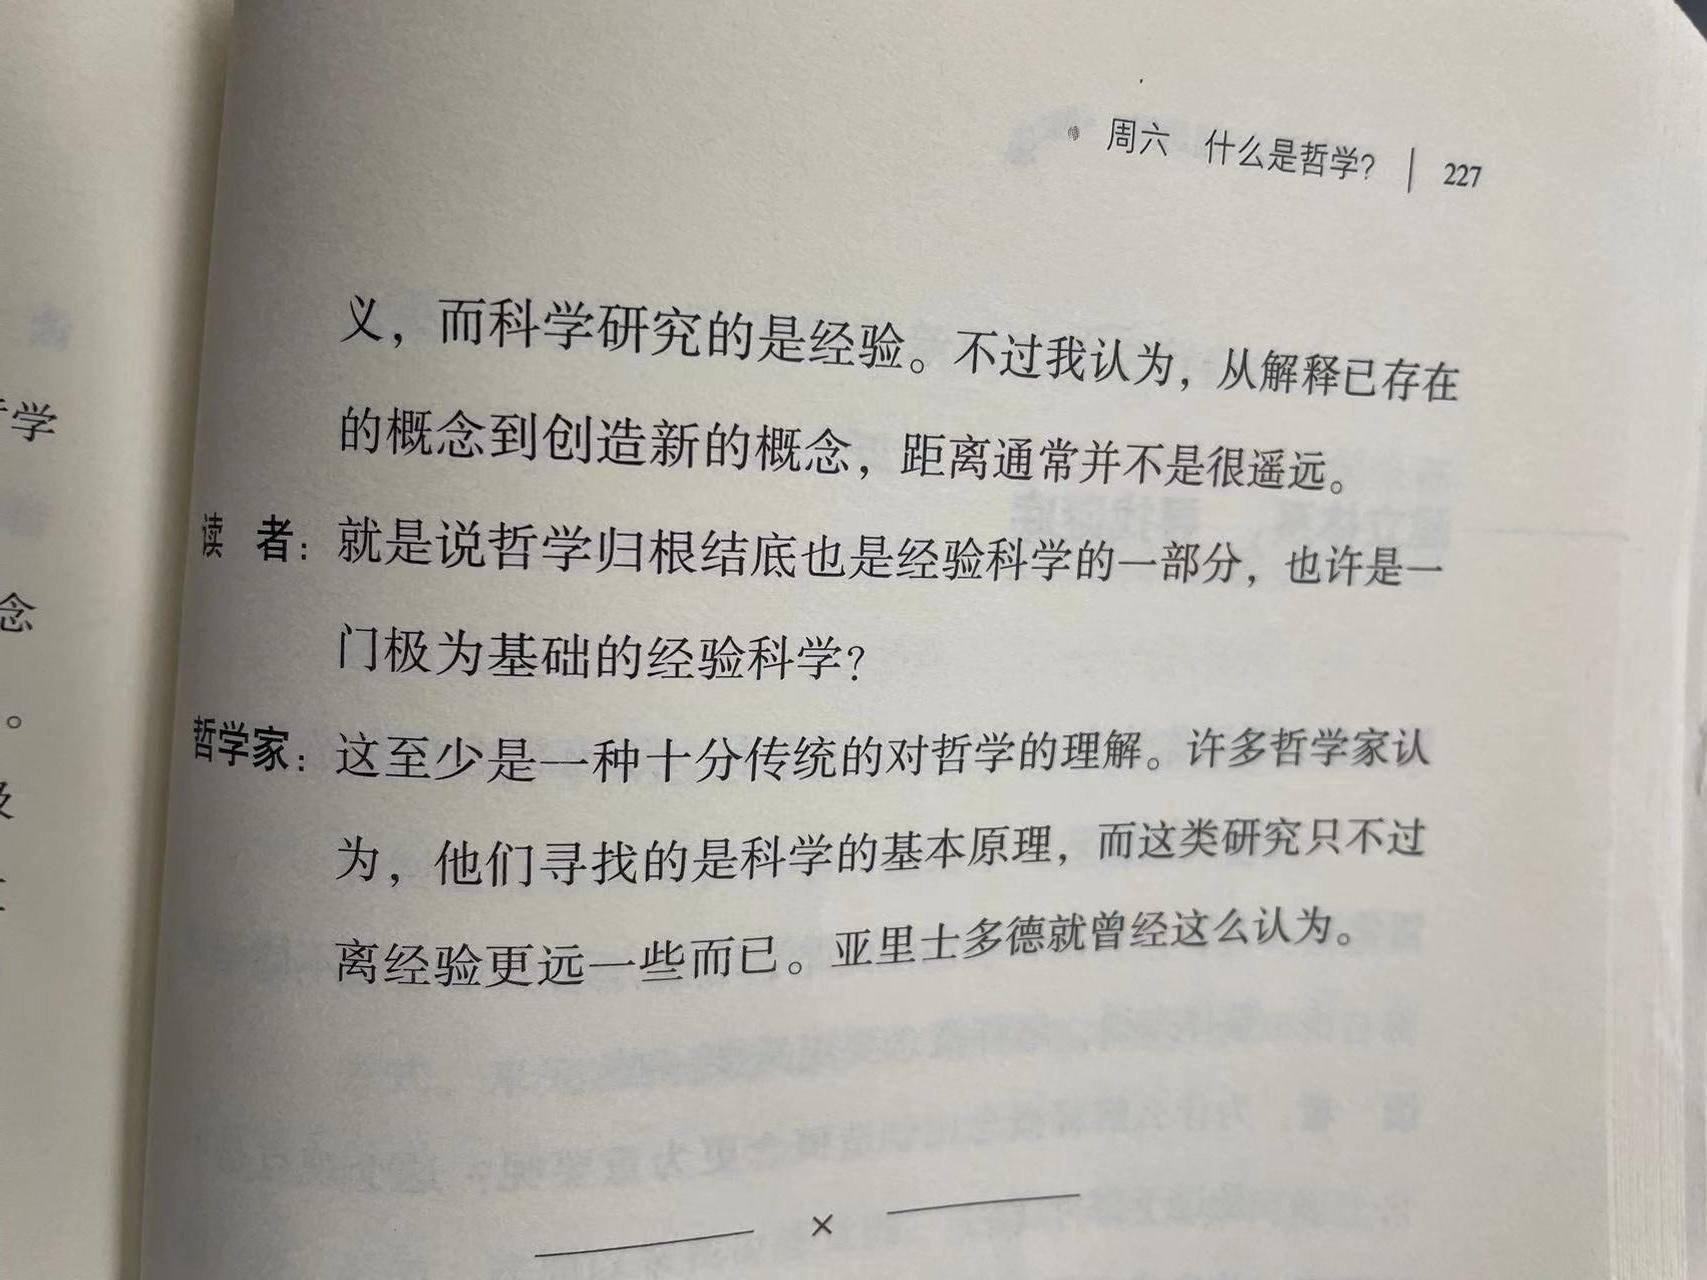 周六 什么是哲学? | 227
义，而科学研究的是经验。不过我认为，从解释已存在
的概念到创造新的概念，距离通常并不是很遥远。
读 者：就是说哲学归根结底也是经验科学的一部分，也许是一
门极为基础的经验科学?
哲学家：这至少是一种十分传统的对哲学的理解。许多哲学家认
为，他们寻找的是科学的基本原理，而这类研究只不过
离经验更远一些而已。亚里士多德就曾经这么认为。
学
念
。